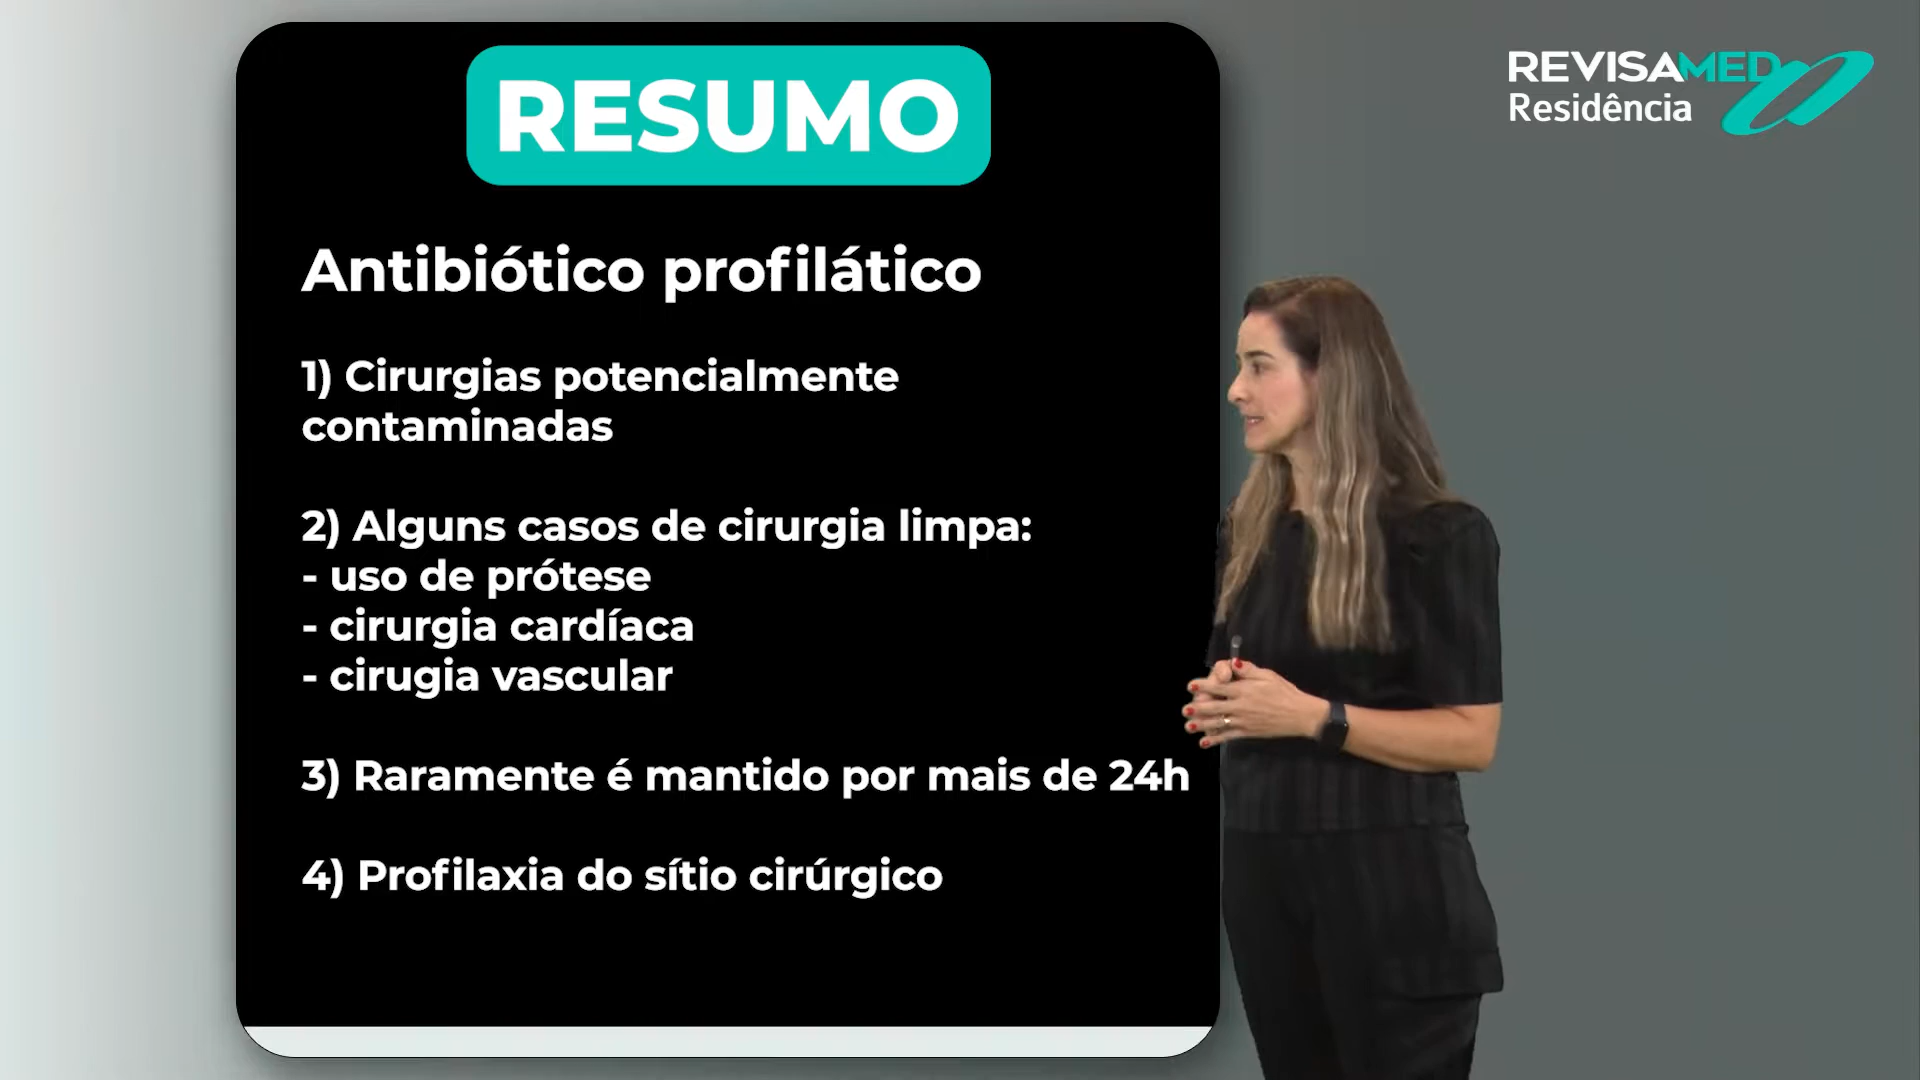 RESUMO
REVISAMED
Residência
Antibiótico profilático
1) Cirurgias potencialmente
contaminadas
2) Alguns casos de cirurgia limpa:
- uso de prótese
- cirurgia cardíaca
- cirugia vascular
3) Raramente é mantido por mais de 24h
4) Profilaxia do sítio cirúrgico